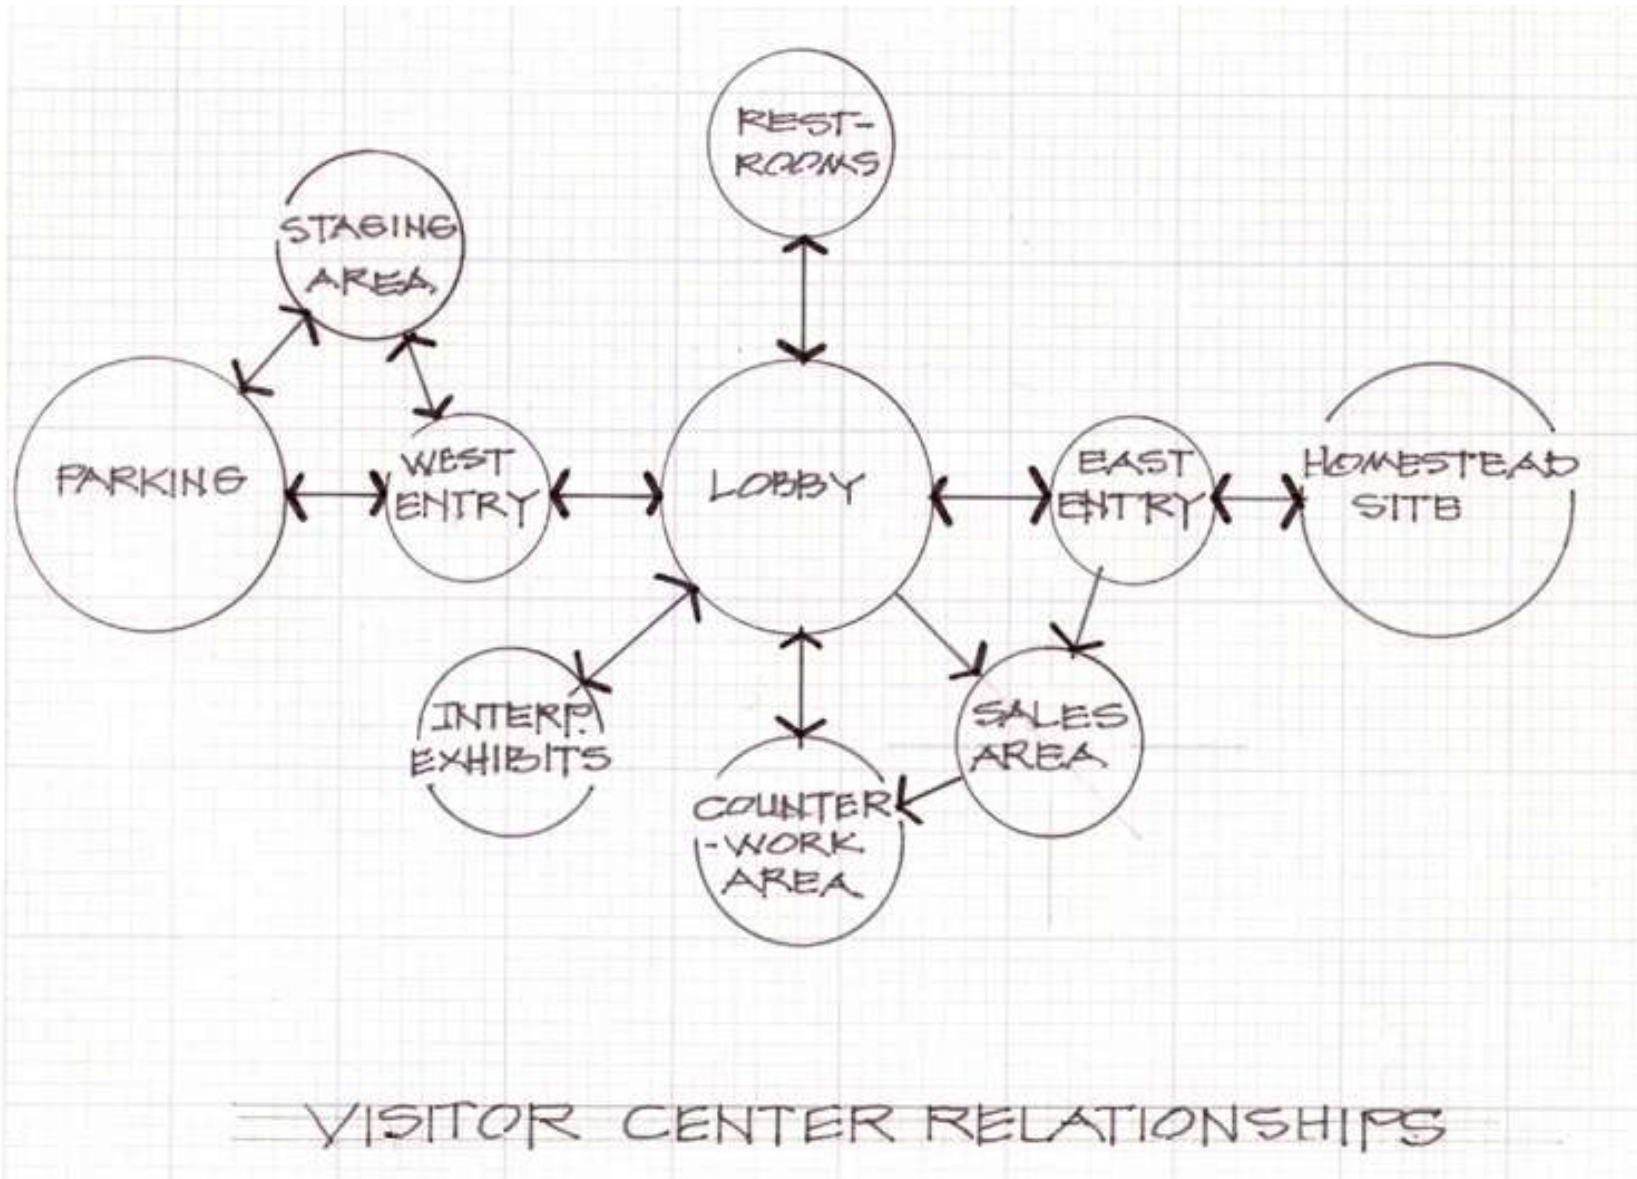 REST-
ROOMS
STAGING
AREA
PARKING
WEST
ENTRY
LOBBY
EAST
ENTRY
HOMESTEAD
SITE
INTERP.
EXHIBITS
SALES
AREA
COUNTER
-WORK
AREA
VISITOR CENTER RELATIONSHIPS